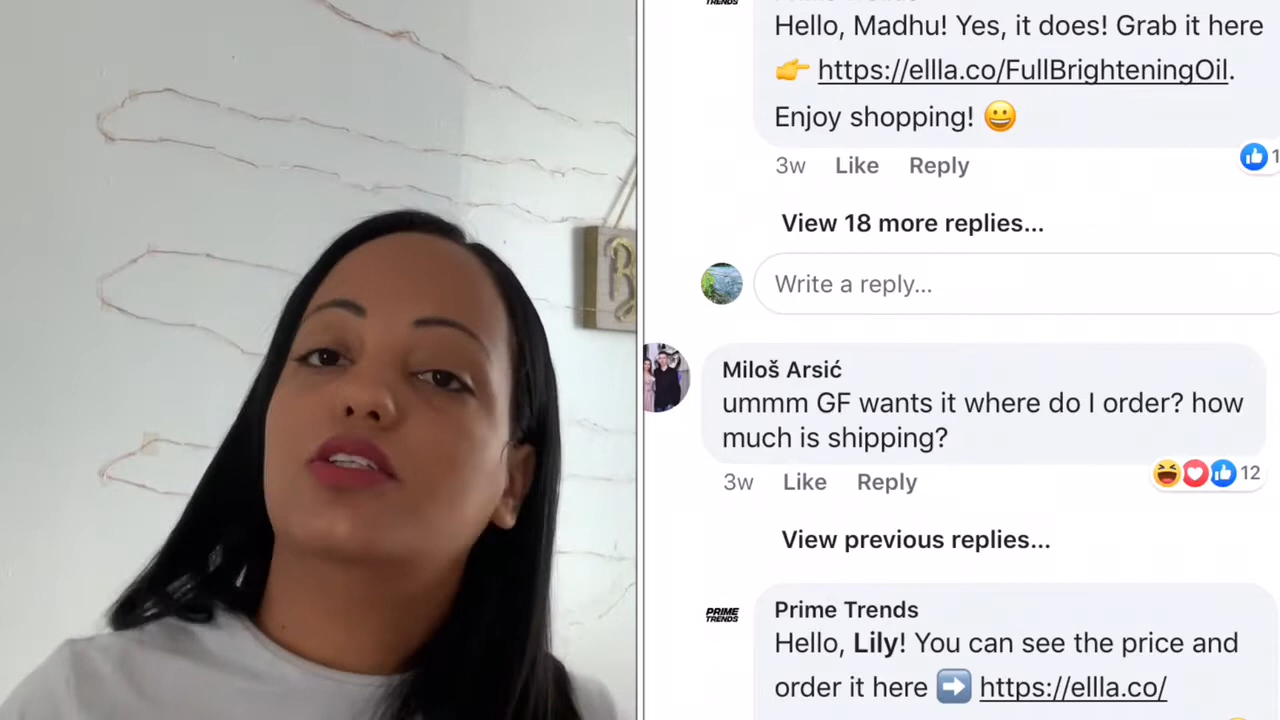 TRENDS
Hello, Madhu! Yes, it does! Grab it here
👉 https://ellla.co/FullBrighteningOil.
Enjoy shopping! 😀
3w Like Reply
1
View 18 more replies...
Write a reply...
Miloš Arsić
ummm GF wants it where do I order? how
much is shipping?
3w Like Reply
12
View previous replies...
PRIME
TRENDS
Prime Trends
Hello, Lily! You can see the price and
order it here ➡️ https://ellla.co/